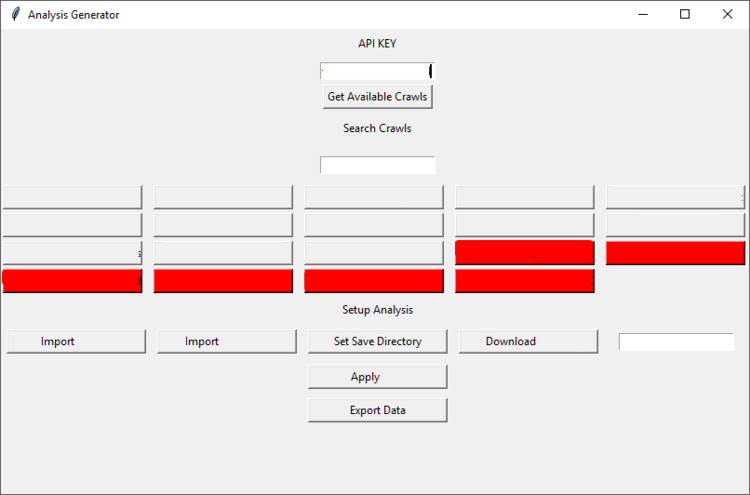 Analysis Generator
API KEY
Get Available Crawls
Search Crawls
Setup Analysis
Import Import Set Save Directory Download
Apply
Export Data